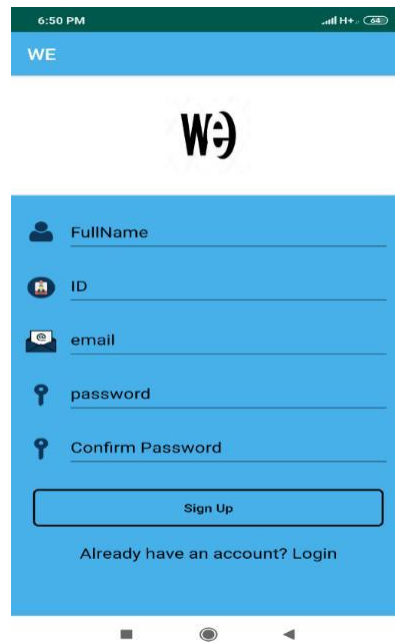 6:50 PM H+ 64
WE
we
FullName
ID
@
email
password
Confirm Password
Sign Up
Already have an account? Login